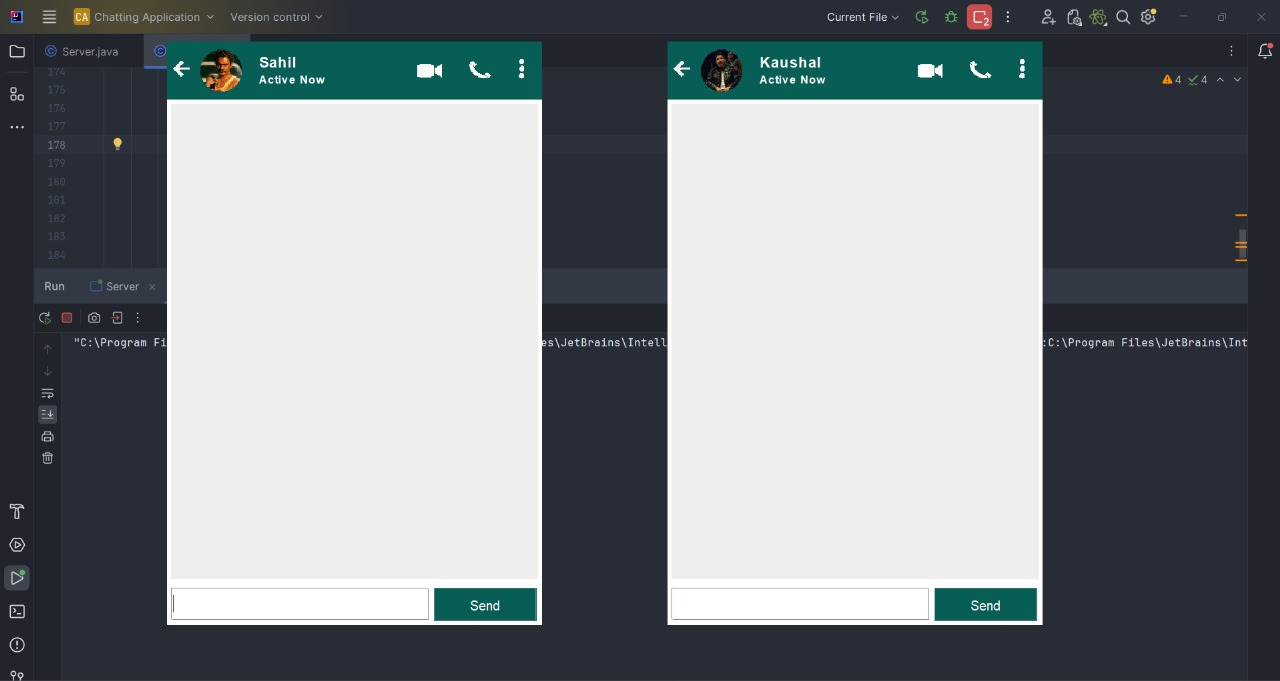 CA Chatting Application Version control Current File 2
Server.java
174
175
176
177
178
179
180
181
182
183
184
4 4
Sahil
Active Now
Send
Kaushal
Active Now
Send
Run Server
"C:\Program Fi es\JetBrains\Intell :C:\Program Files\JetBrains\Int